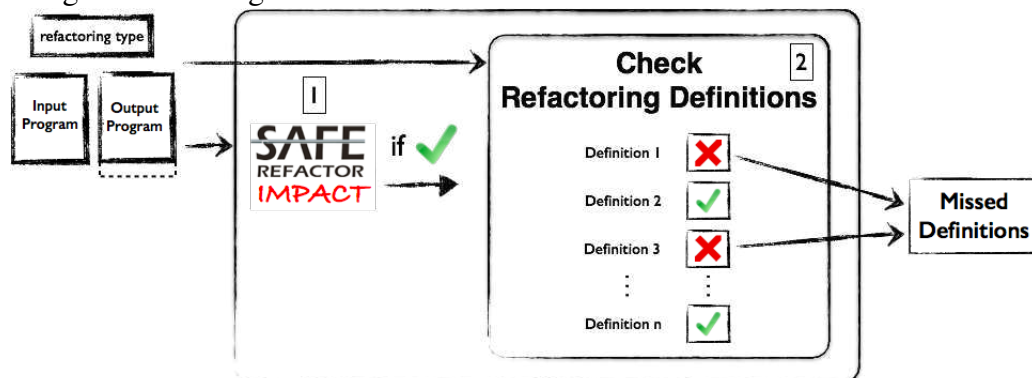 refactoring type
Input
Program
Output
Program
1
SAFE
REFACTOR
IMPACT
if
Check
Refactoring Definitions
2
Definition 1
Definition 2
Definition 3
Definition n
Missed
Definitions